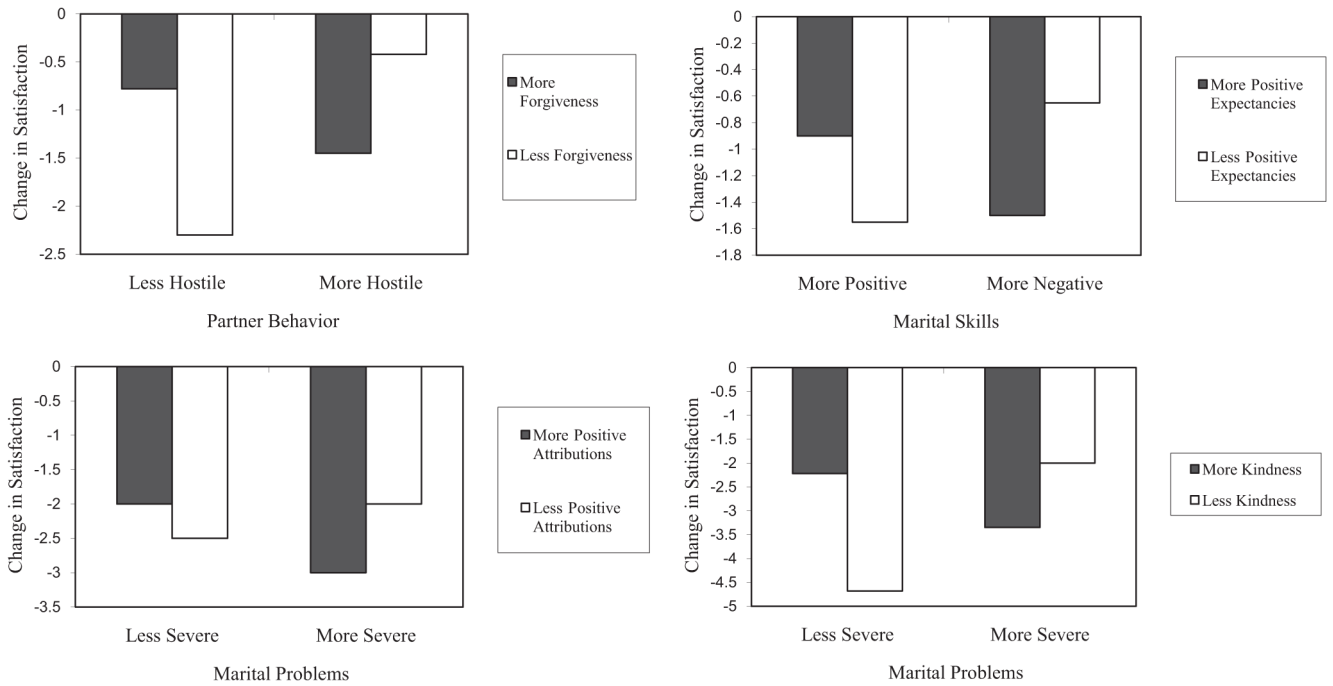 0
-0.5
-1
-1.5
-2
-2.5
Change in Satisfaction
Less Hostile
More Hostile
Partner Behavior
More
Forgiveness
Less Forgiveness
0
-0.2
-0.4
-0.6
-0.8
-1
-1.2
-1.4
-1.6
-1.8
Change in Satisfaction
More Positive
More Negative
Marital Skills
More Positive
Expectancies
Less Positive
Expectancies
0
-0.5
-1
-1.5
-2
-2.5
-3
-3.5
Change in Satisfaction
Less Severe
More Severe
Marital Problems
More Positive
Attributions
Less Positive
Attributions
0
-0.5
-1
-1.5
-2
-2.5
-3
-3.5
-4
-4.5
-5
Change in Satisfaction
Less Severe
More Severe
Marital Problems
More Kindness
Less Kindness